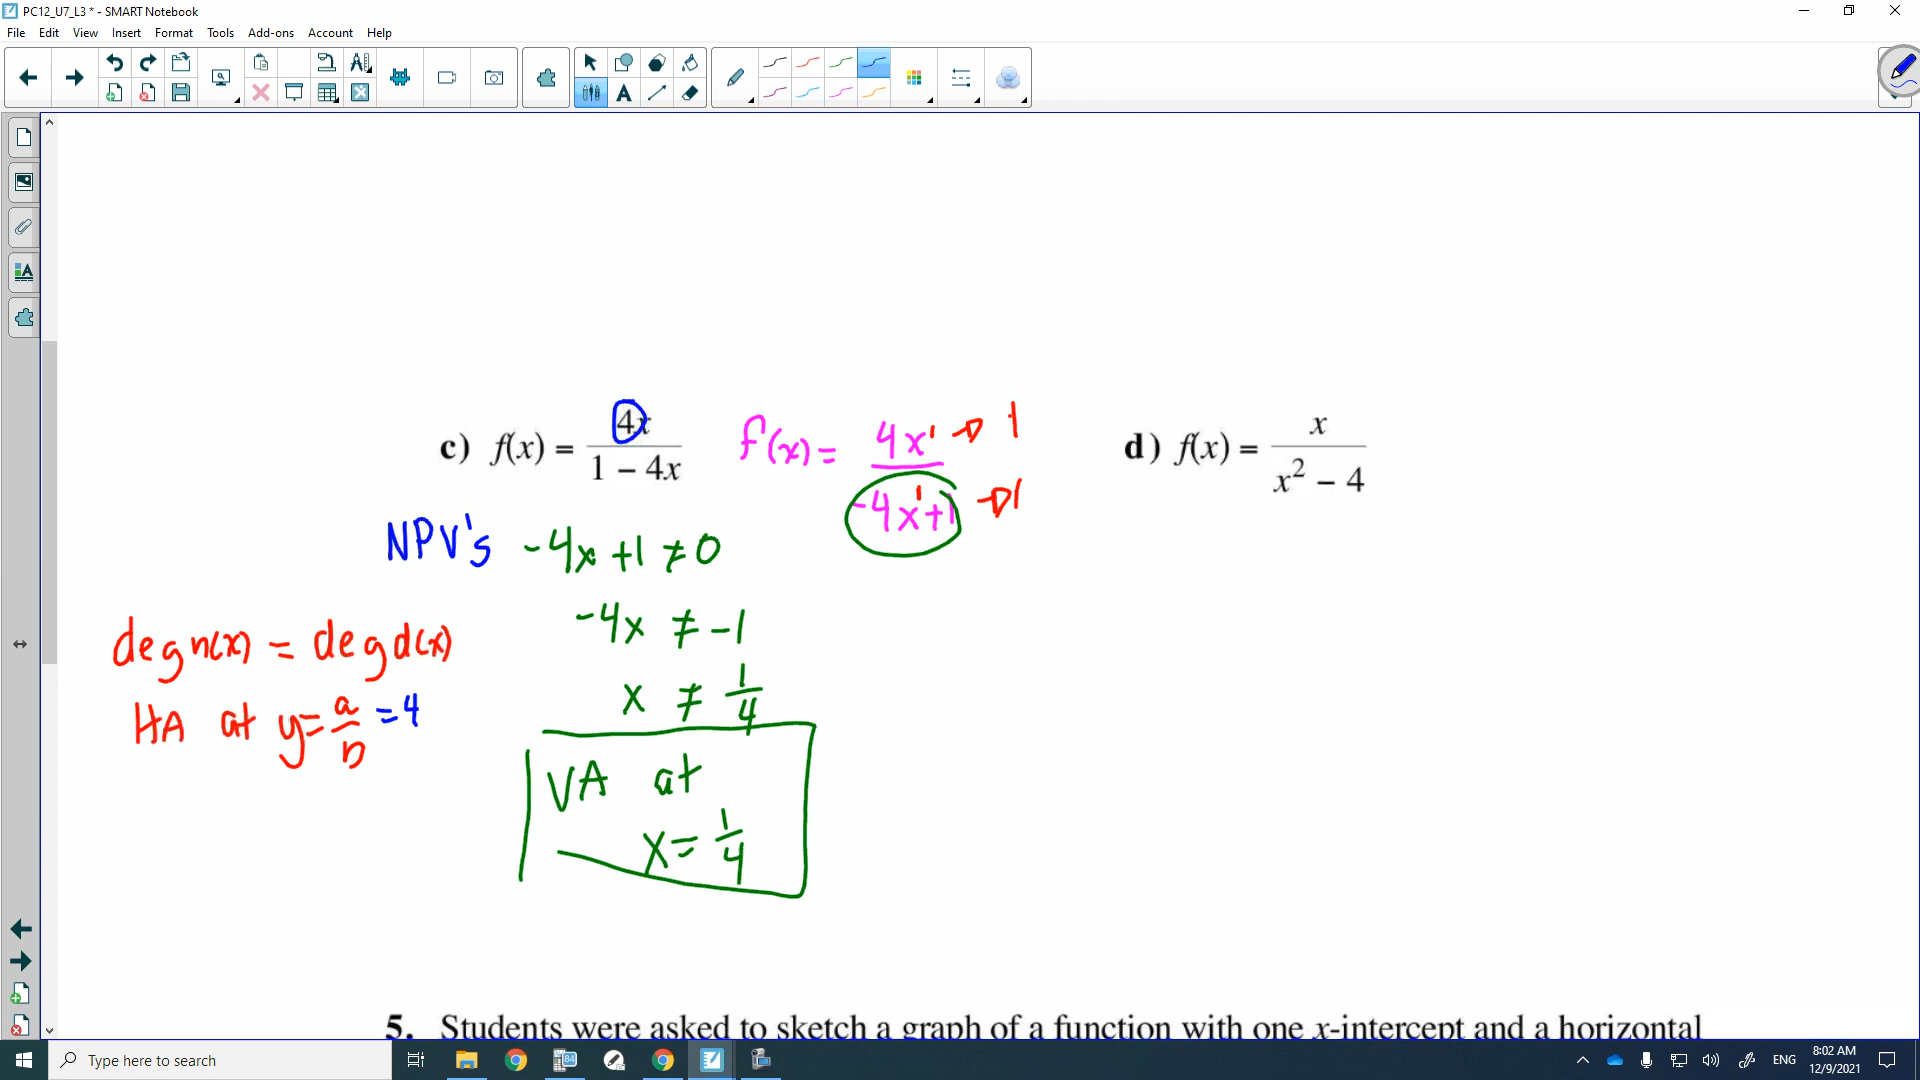 PC12_U7_L3 * - SMART Notebook
File Edit View Insert Format Tools Add-ons Account Help
c) f(x) = 4x / (1 − 4x)
f(x) = 4x¹ / (-4x¹+1) → 1 → 1
d) f(x) = x / (x² − 4)
NPV's -4x +1 ≠ 0
-4x ≠ -1
deg n(x) = deg d(x)
x ≠ 1/4
HA at y = a/b = 4
VA at
x = 1/4
5. Students were asked to sketch a graph of a function with one x-intercept and a horizontal
Type here to search
84
ENG
8:02 AM
12/9/2021